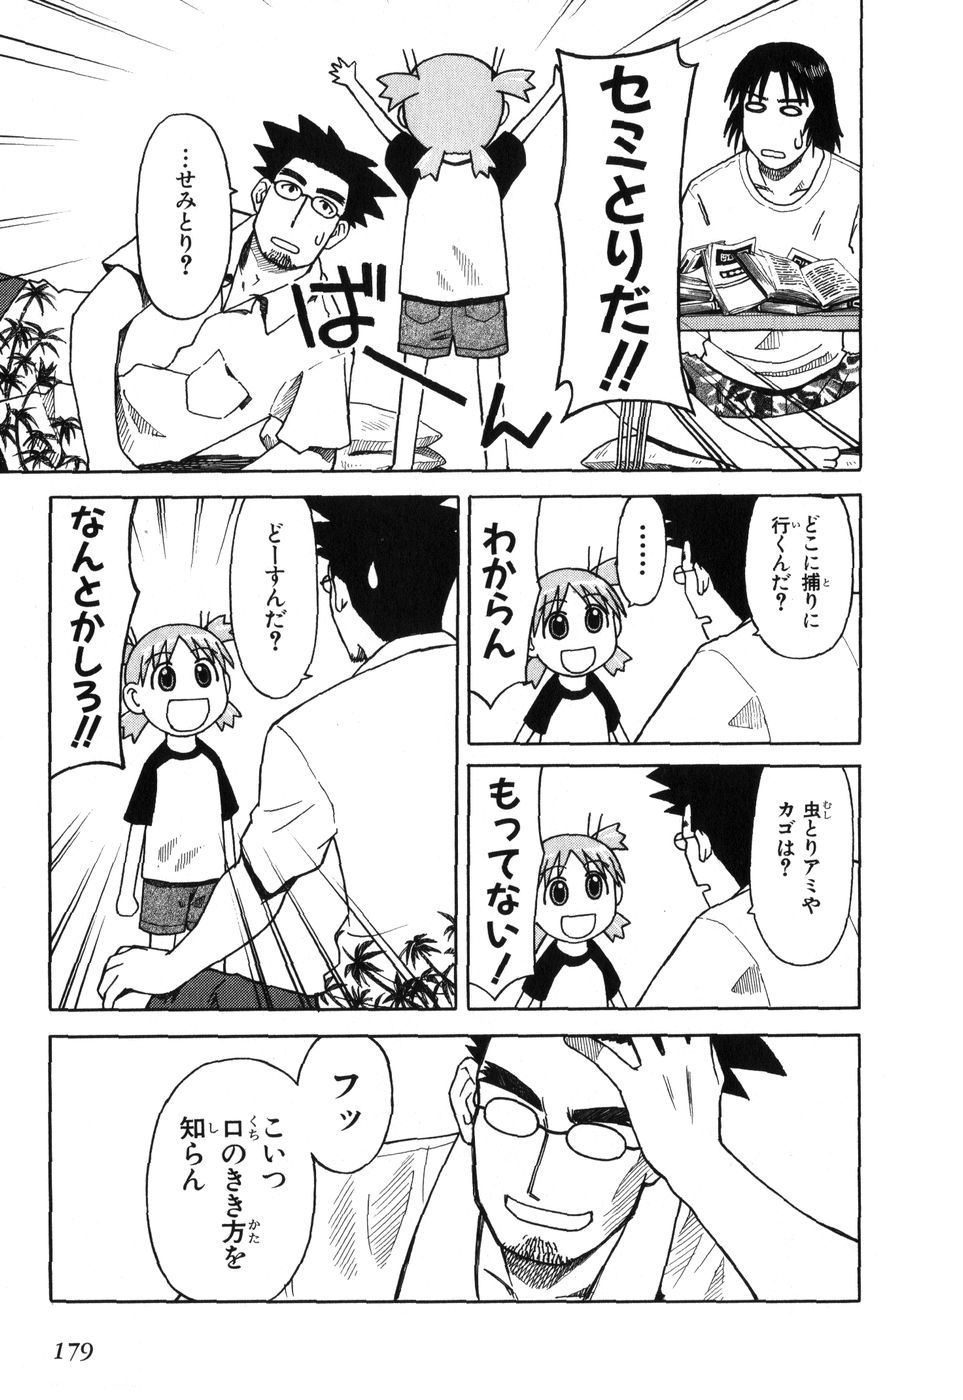 セミとりだ!!
ばーん
…せみとり?
どこに捕りに
行くんだ?
……
わからん
虫とりアミや
カゴは?
もってない!
どーすんだ?
なんとかしろ!!
フッ
こいつ
口のきき方を
知らん
179